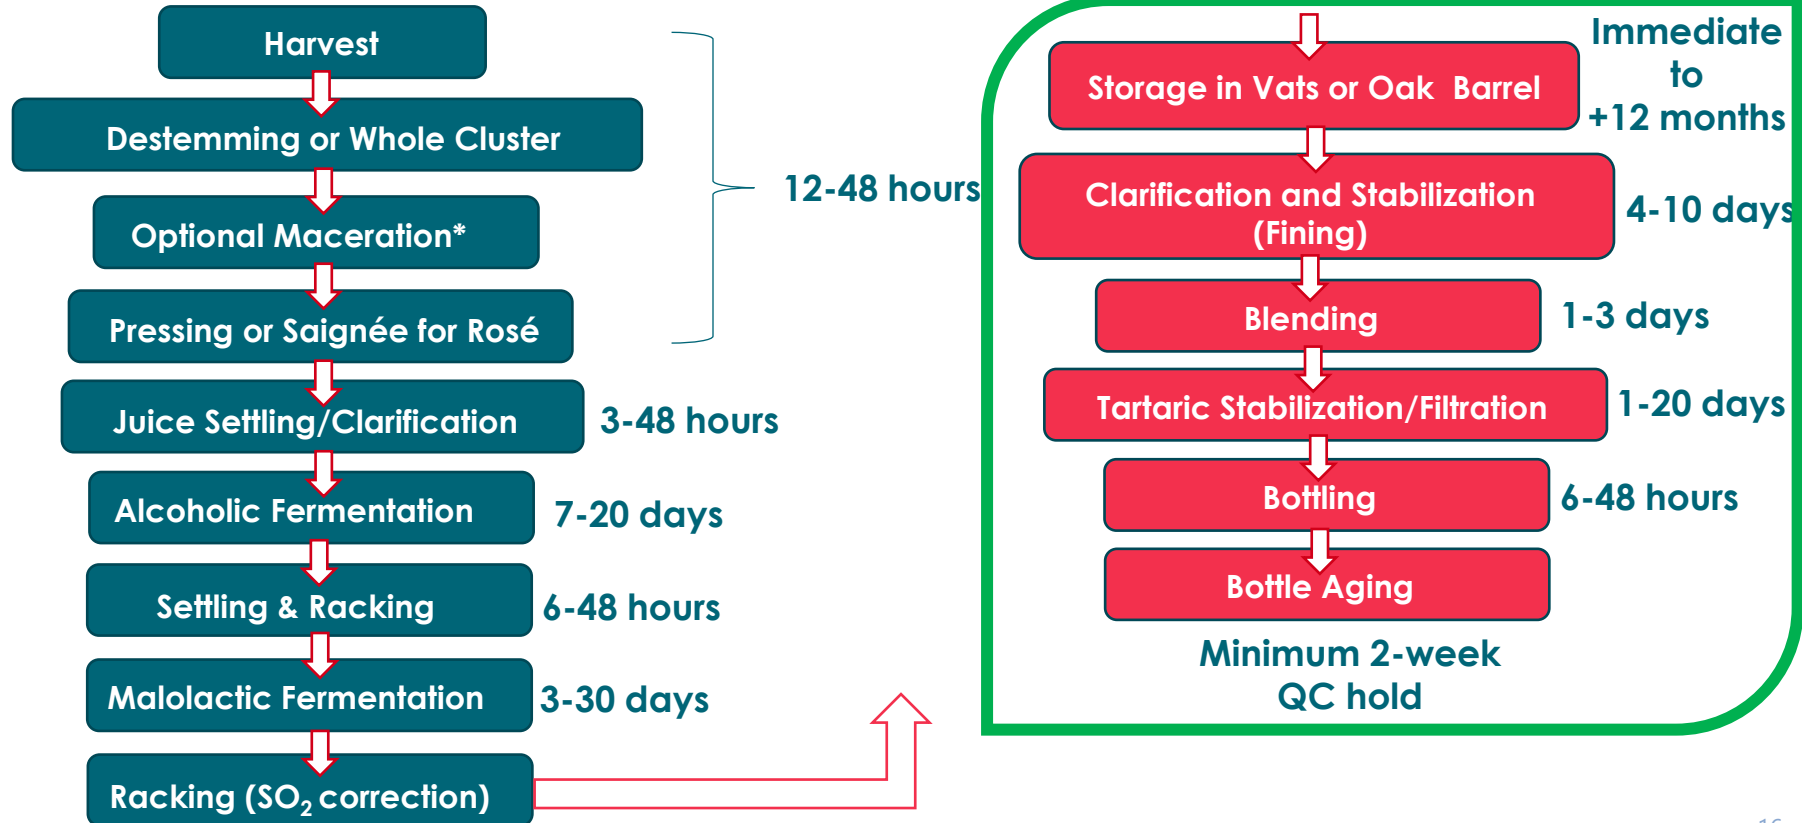 Harvest
Destemming or Whole Cluster
Optional Maceration*
Pressing or Saignée for Rosé
12-48 hours
Juice Settling/Clarification
3-48 hours
Alcoholic Fermentation
7-20 days
Settling & Racking
6-48 hours
Malolactic Fermentation
3-30 days
Racking (SO₂ correction)
Storage in Vats or Oak Barrel
Immediate
to
+12 months
Clarification and Stabilization
(Fining)
4-10 days
Blending
1-3 days
Tartaric Stabilization/Filtration
1-20 days
Bottling
6-48 hours
Bottle Aging
Minimum 2-week
QC hold